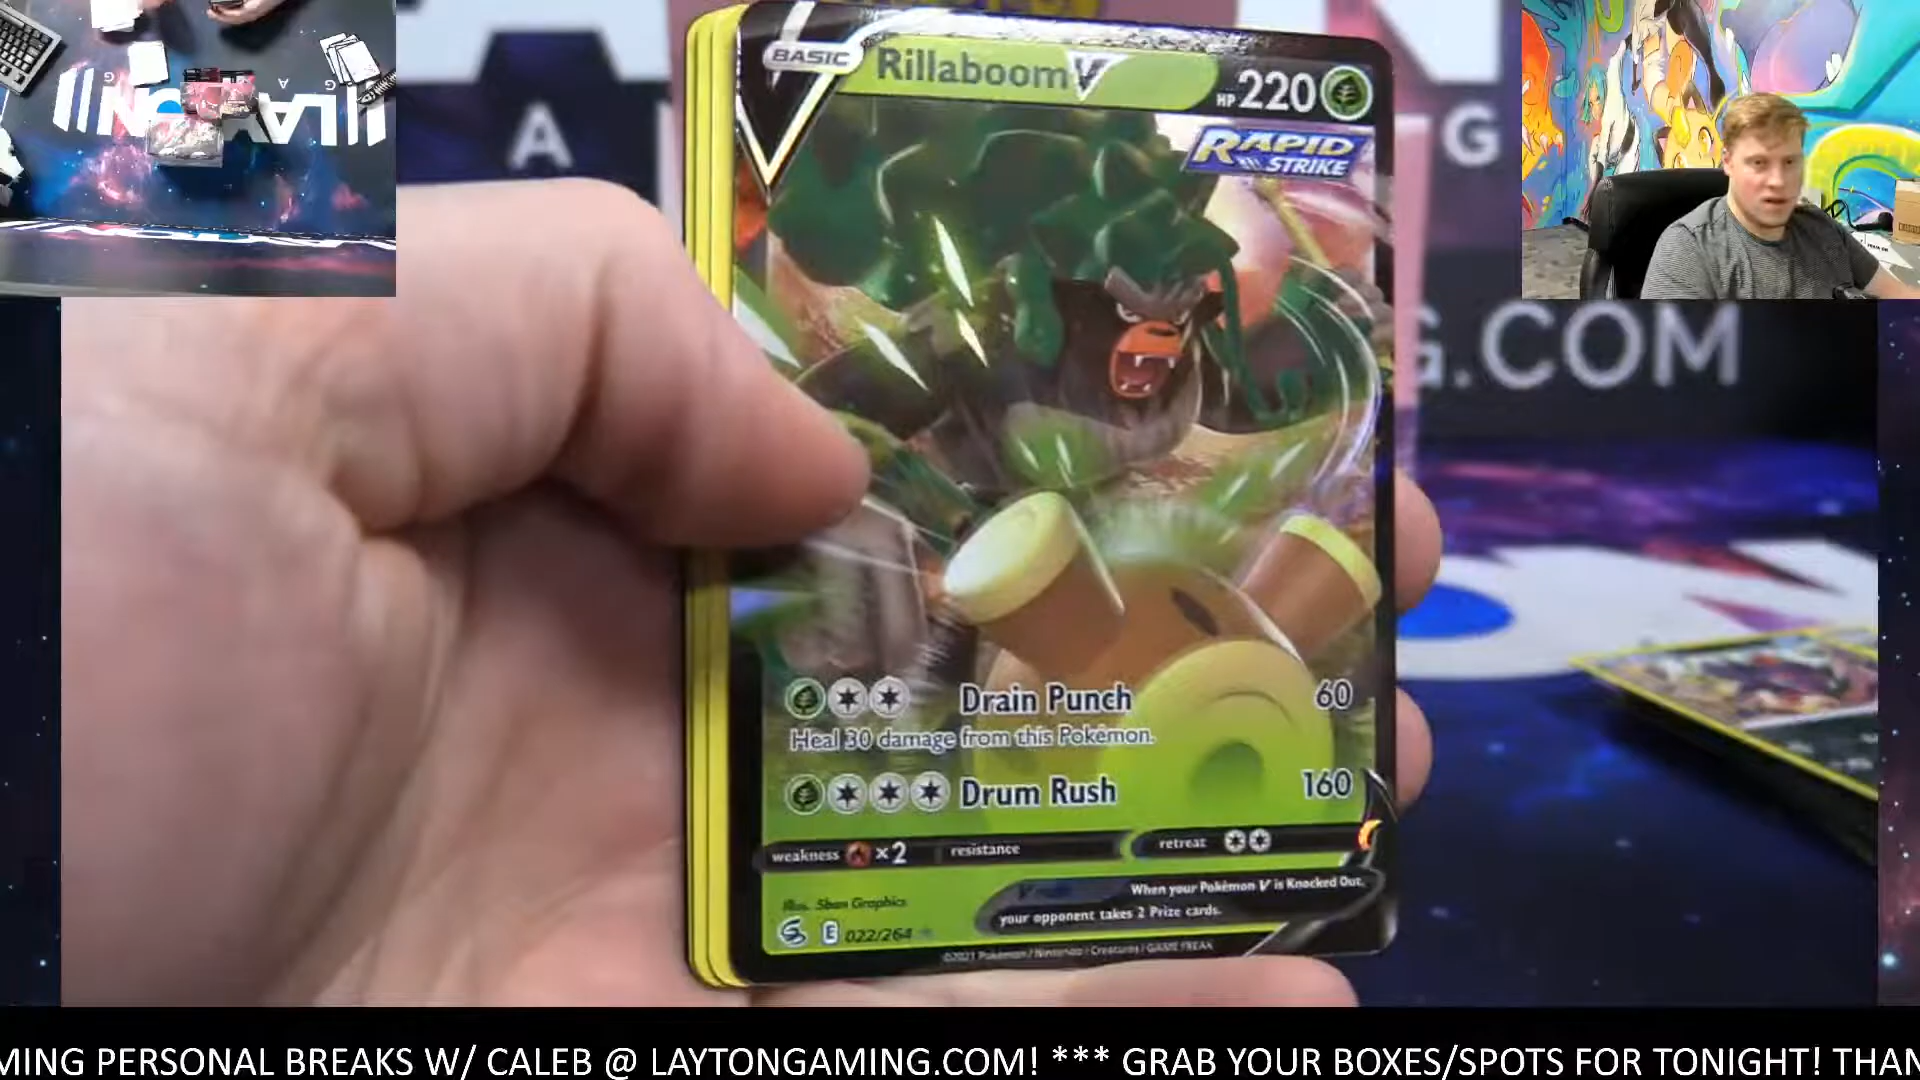 BASIC
Rillaboom V
HP 220
RAPID
STRIKE
A
G
G.COM
Drain Punch 60
Heal 30 damage from this Pokémon.
Drum Rush 160
weakness ×2 resistance retreat
When your Pokémon V is Knocked Out,
your opponent takes 2 Prize cards.
Illus. 5ban Graphics
E 022/264
©2021 Pokémon / Nintendo / Creatures / GAME FREAK
MING PERSONAL BREAKS W/ CALEB @ LAYTONGAMING.COM! *** GRAB YOUR BOXES/SPOTS FOR TONIGHT! THAN